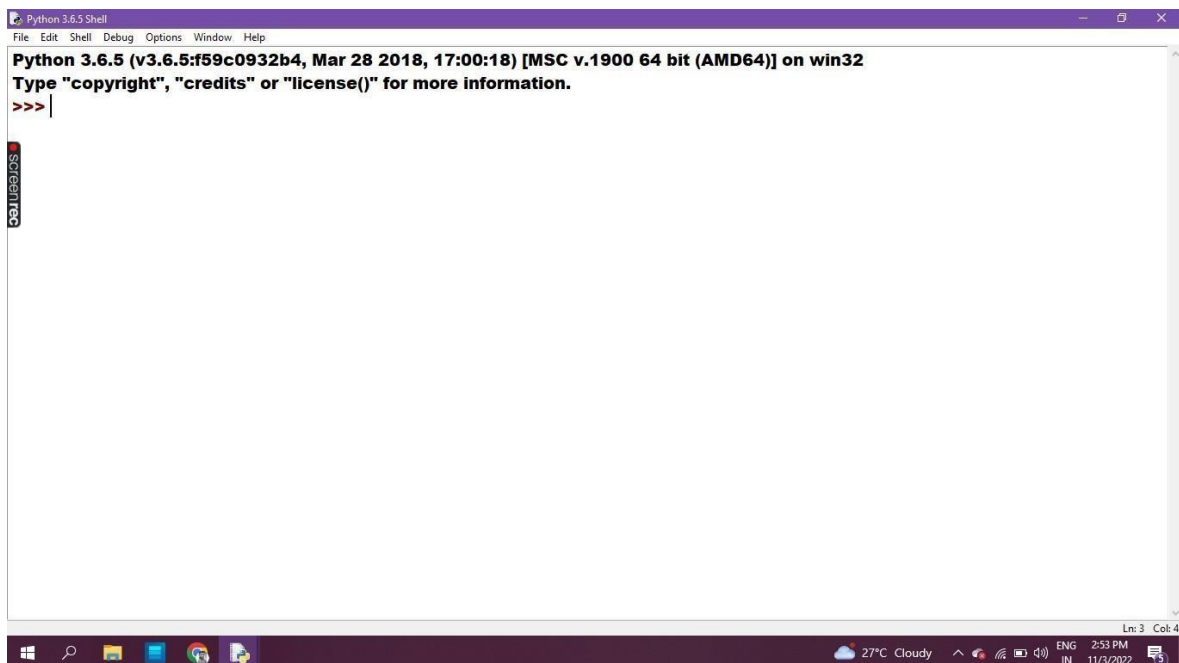 Python 3.6.5 Shell
File Edit Shell Debug Options Window Help
Python 3.6.5 (v3.6.5:f59c0932b4, Mar 28 2018, 17:00:18) [MSC v.1900 64 bit (AMD64)] on win32
Type "copyright", "credits" or "license()" for more information.
>>>
screenrec
Ln: 3 Col: 4
27°C Cloudy
ENG
IN
2:53 PM
11/3/2022
5